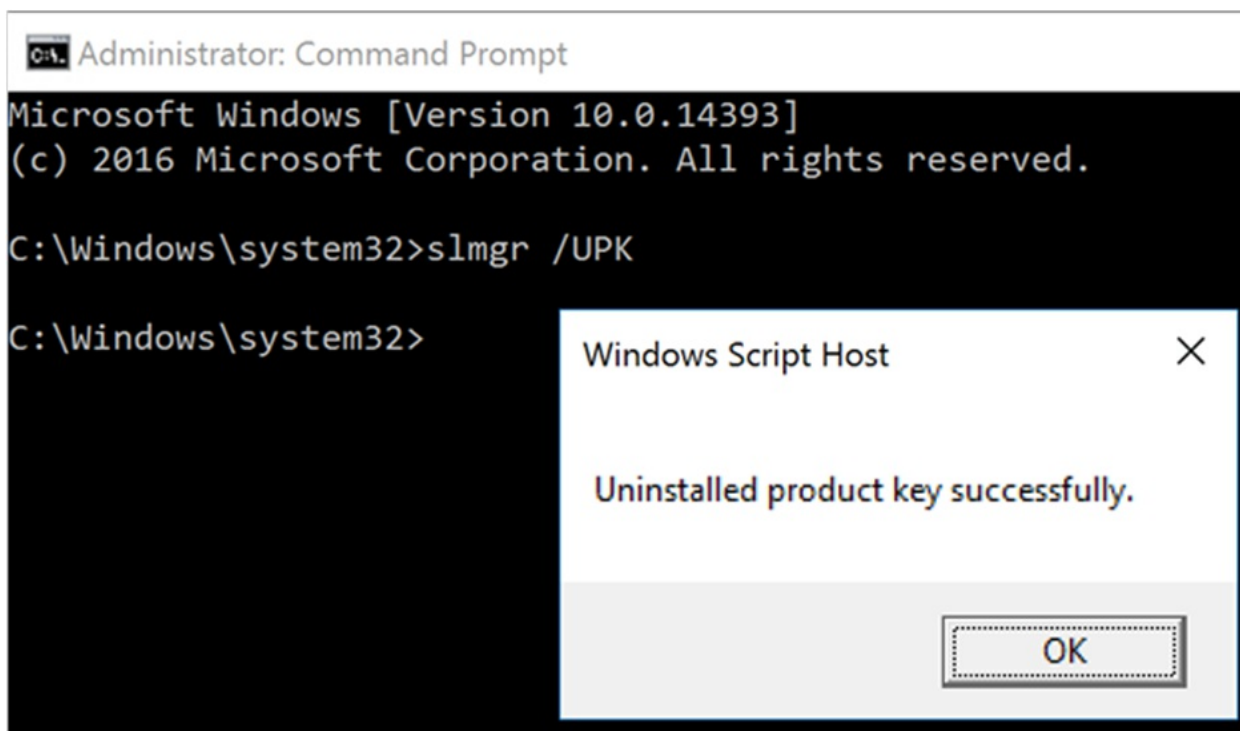 Administrator: Command Prompt
Microsoft Windows [Version 10.0.14393]
(c) 2016 Microsoft Corporation. All rights reserved.
C:\Windows\system32>slmgr /UPK
C:\Windows\system32>
Windows Script Host
Uninstalled product key successfully.
OK